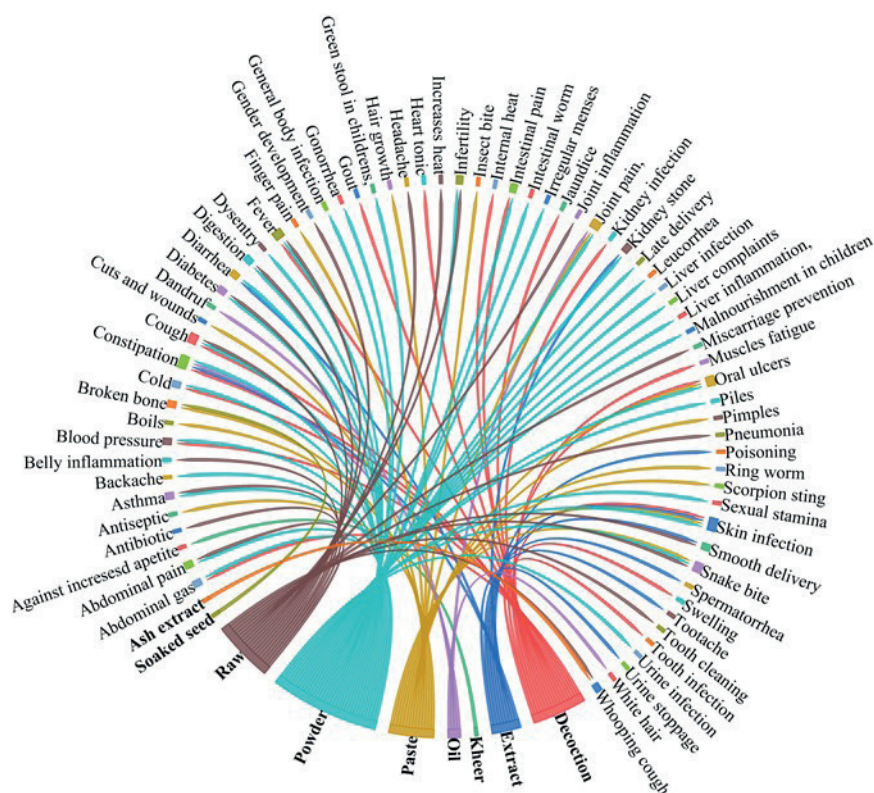 Abdominal gas
Abdominal pain
Against incresesd apetite
Antibiotic
Antiseptic
Asthma
Backache
Belly inflammation
Blood pressure
Boils
Broken bone
Cold
Constipation
Cough
Cuts and wounds
Dandruf
Diabetes
Diarrhea
Digestion
Dysentry
Fever
Finger pain
Gender development
General body infection
Gonorrhea
Gout
Green stool in childrens,
Hair growth
Headache
Heart tonic
Increases heat
Infertility
Insect bite
Internal heat
Intestinal pain
Intestinal worm
Irregular menses
Jaundice
Joint inflammation
Joint pain,
Kidney infection
Kidney stone
Late delivery
Leucorrhea
Liver infection
Liver complaints
Liver inflammation,
Malnourishment in children
Miscarriage prevention
Muscles fatigue
Oral ulcers
Piles
Pimples
Pneumonia
Poisoning
Ring worm
Scorpion sting
Sexual stamina
Skin infection
Smooth delivery
Snake bite
Spermatorrhea
Swelling
Tootache
Tooth cleaning
Tooth infection
Urine infection
Urine stoppage
White hair
Whooping cough
Decoction
Extract
Kheer
Oil
Paste
Powder
Raw
Soaked seed
Ash extract